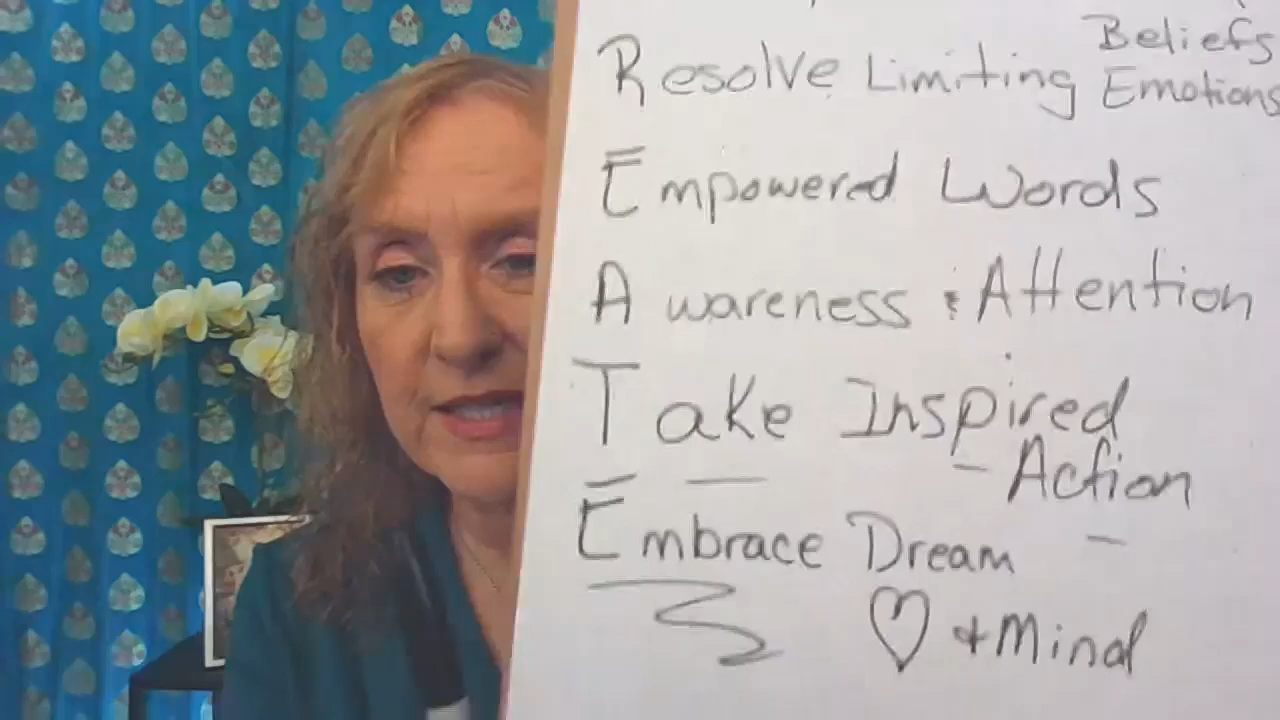 Beliefs
Resolve Limiting Emotions
Empowered Words
Awareness & Attention
Take Inspired
- Action
Embrace Dream
♡ + Mind